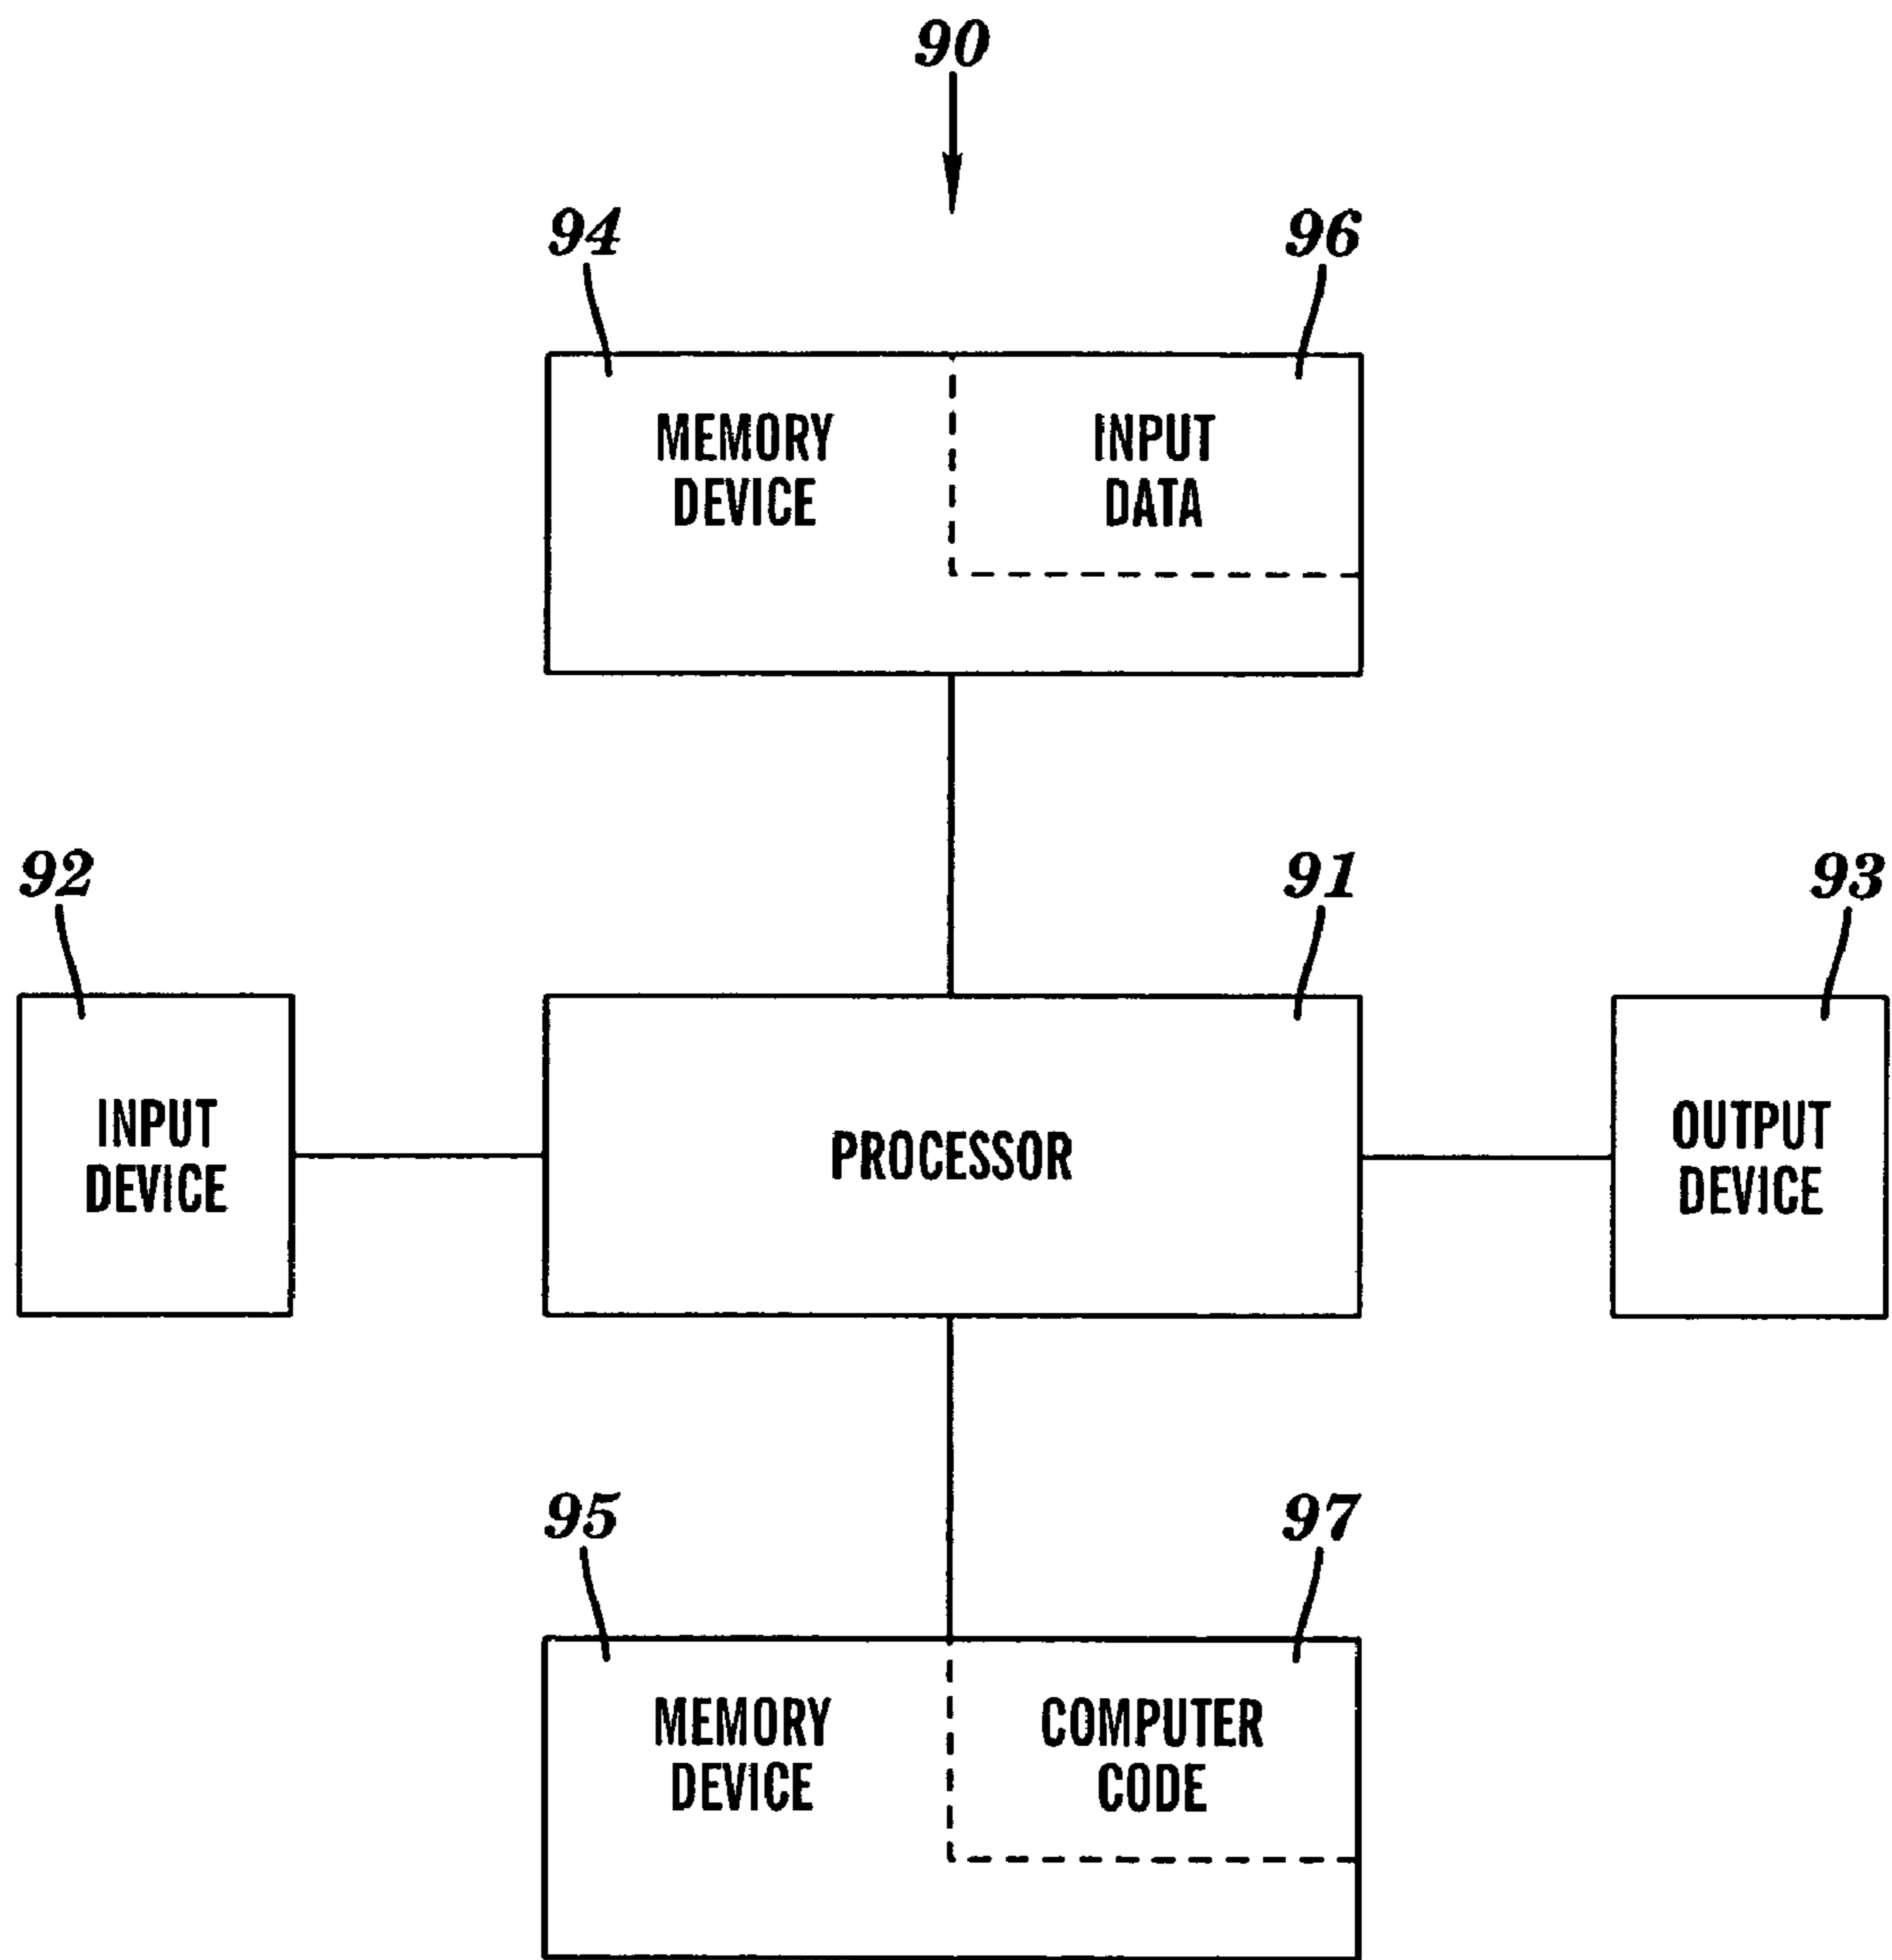 90
94
96
MEMORY
DEVICE
INPUT
DATA
92
91
93
INPUT
DEVICE
PROCESSOR
OUTPUT
DEVICE
95
97
MEMORY
DEVICE
COMPUTER
CODE